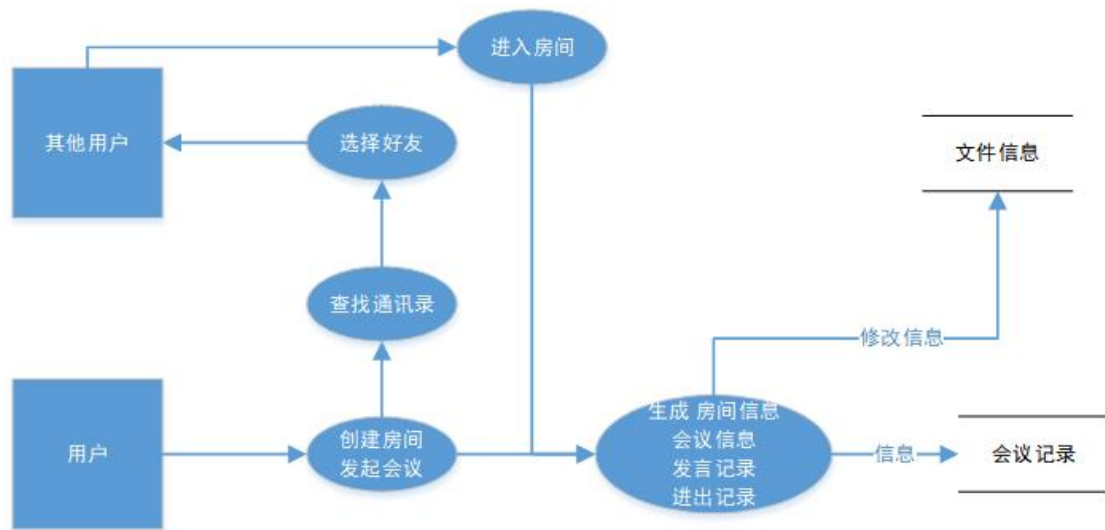 进入房间
其他用户
选择好友
文件信息
查找通讯录
修改信息
用户
创建房间
发起会议
生成 房间信息
会议信息
发言记录
进出记录
信息
会议记录